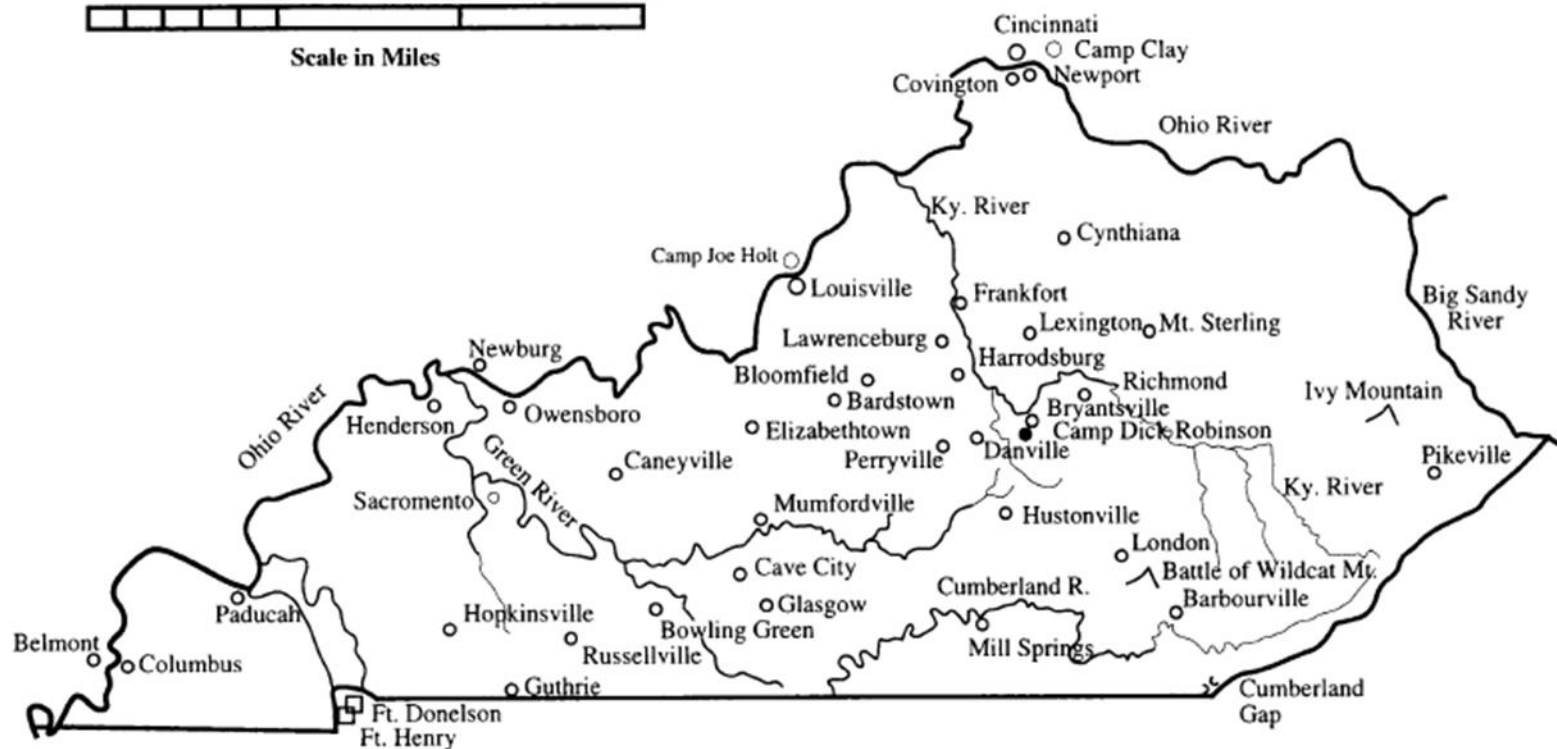 Scale in Miles
Cincinnati
Camp Clay
Covington
Newport
Ohio River
Ky. River
Cynthiana
Camp Joe Holt
Louisville
Frankfort
Big Sandy
River
Lexington
Mt. Sterling
Lawrenceburg
Newburg
Harrodsburg
Bloomfield
Richmond
Ivy Mountain
Bardstown
Ohio River
Henderson
Owensboro
Bryantsville
Elizabethtown
Camp Dick Robinson
Green River
Caneyville
Perryville
Danville
Pikeville
Sacromento
Ky. River
Mumfordville
Hustonville
London
Cave City
Battle of Wildcat Mt.
Cumberland R.
Paducah
Hopkinsville
Glasgow
Barbourville
Bowling Green
Belmont
Columbus
Russellville
Mill Springs
Guthrie
Cumberland
Gap
Ft. Donelson
Ft. Henry